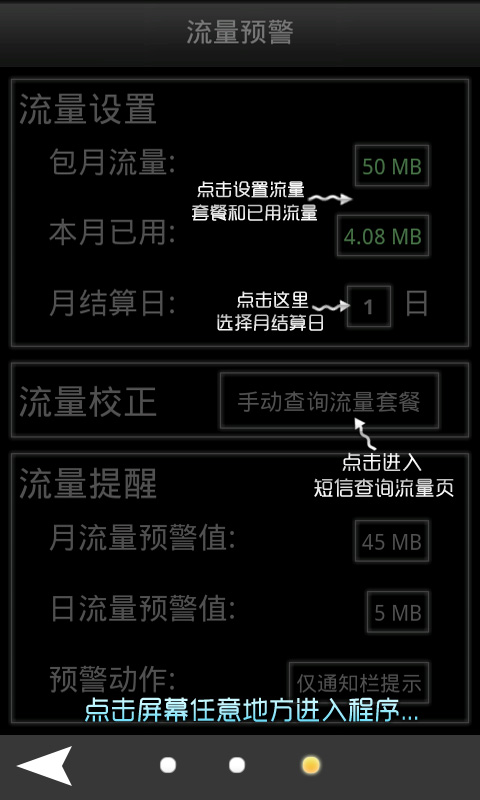 流量预警
流量设置
包月流量:
50 MB
点击设置流量
套餐和已用流量
本月已用:
4.08 MB
月结算日:
点击这里
选择月结算日
1
日
流量校正
手动查询流量套餐
点击进入
短信查询流量页
流量提醒
月流量预警值:
45 MB
日流量预警值:
5 MB
预警动作:
仅通知栏提示
点击屏幕任意地方进入程序...